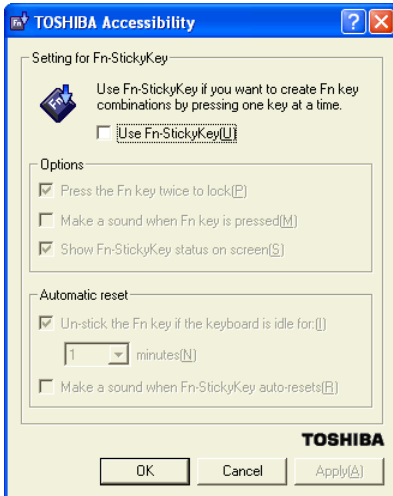 TOSHIBA Accessibility
Setting for Fn-StickyKey
Fn
Use Fn-StickyKey if you want to create Fn key
combinations by pressing one key at a time.
Use Fn-StickyKey(U)
Options
Press the Fn key twice to lock(P)
Make a sound when Fn key is pressed(M)
Show Fn-StickyKey status on screen(S)
Automatic reset
Un-stick the Fn key if the keyboard is idle for:(I)
1 minutes(N)
Make a sound when Fn-StickyKey auto-resets(R)
TOSHIBA
OK Cancel Apply(A)